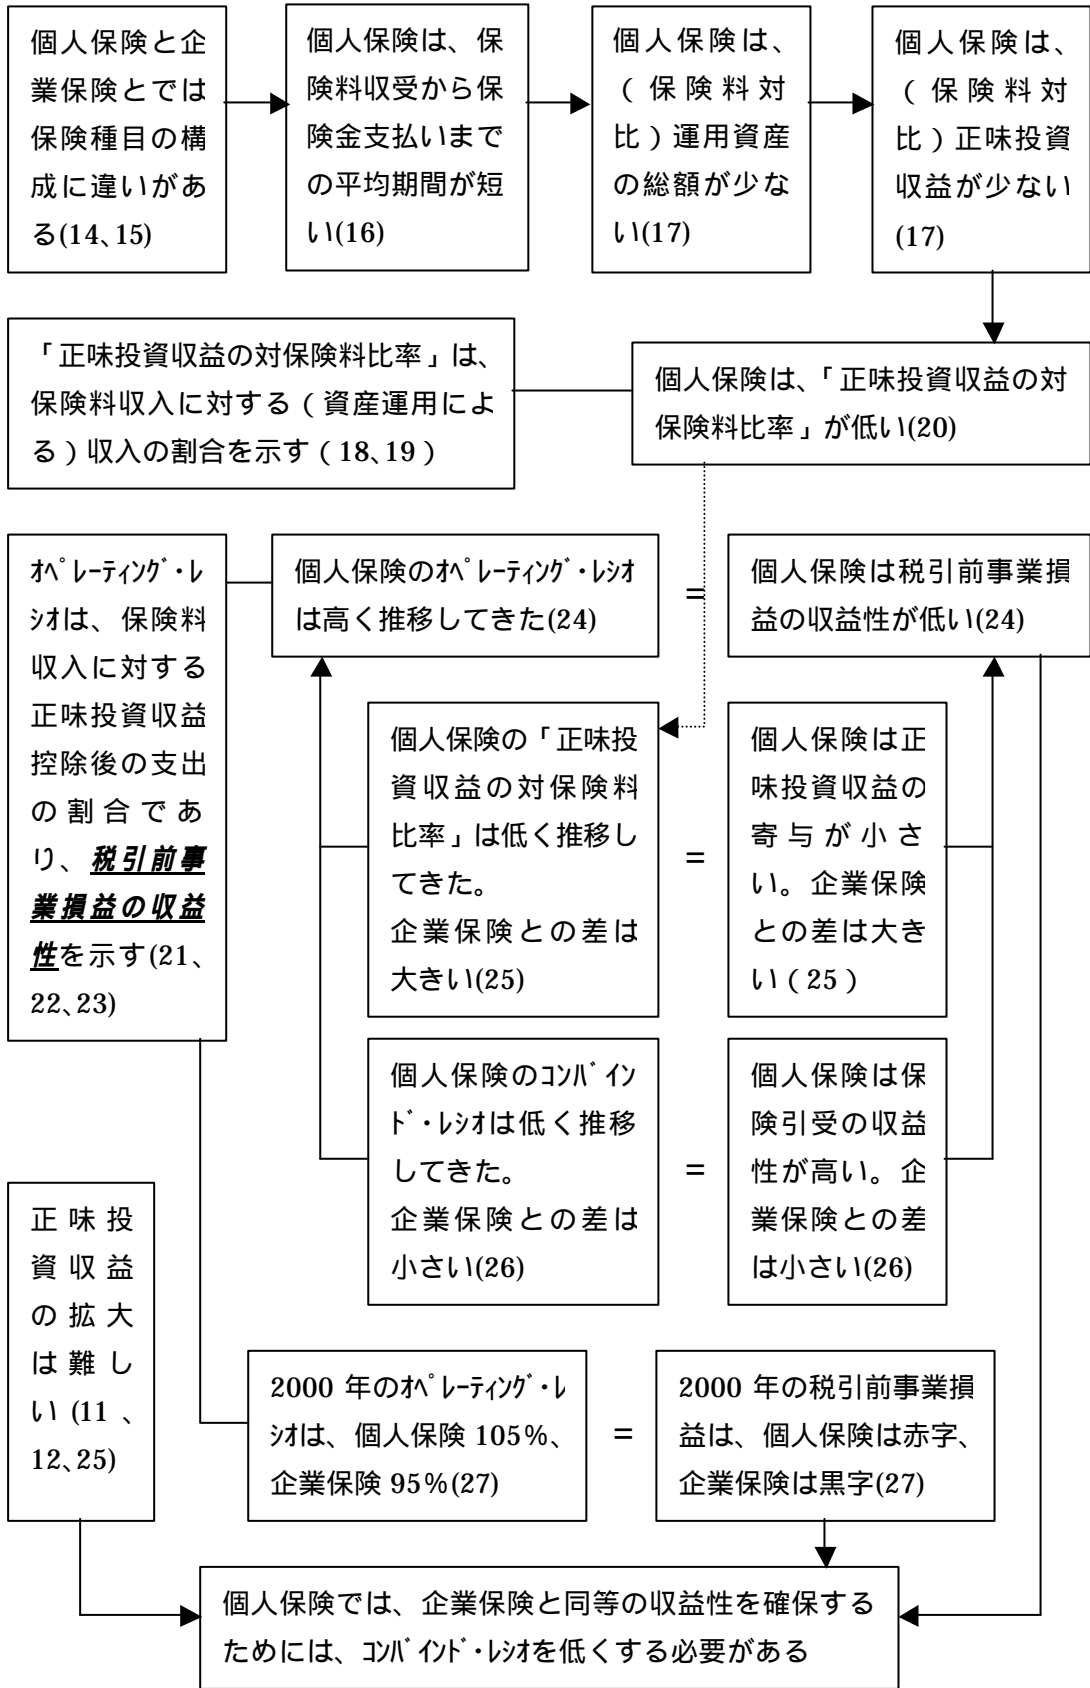 個人保険と企
業保険とでは
保険種目の構
成に違いがあ
る(14、15)
個人保険は、保
険料収受から保
険金支払いまで
の平均期間が短
い(16)
個人保険は、
(保険料対
比)運用資産
の総額が少な
い(17)
個人保険は、
(保険料対
比)正味投資
収益が少ない
(17)
「正味投資収益の対保険料比率」は、
保険料収入に対する(資産運用によ
る)収入の割合を示す(18、19)
個人保険は、「正味投資収益の対
保険料比率」が低い(20)
ｵﾍﾟﾚｰﾃｨﾝｸﾞ・ﾚ
ｼｵは、保険料
収入に対する
正味投資収益
控除後の支出
の割合であ
り、税引前事
業損益の収益
性を示す(21、
22、23)
個人保険のｵﾍﾟﾚｰﾃｨﾝｸﾞ・ﾚｼｵ
は高く推移してきた(24)
=
個人保険は税引前事業損
益の収益性が低い(24)
個人保険の「正味投
資収益の対保険料
比率」は低く推移し
てきた。
企業保険との差は
大きい(25)
=
個人保険は正
味投資収益の
寄与が小さ
い。企業保険
との差は大き
い(25)
個人保険のｺﾝﾊﾞｲﾝ
ﾄﾞ・ﾚｼｵは低く推移
してきた。
企業保険との差は
小さい(26)
=
個人保険は保
険引受の収益
性が高い。企
業保険との差
は小さい(26)
正味投
資収益
の拡大
は難し
い(11、
12、25)
2000 年のｵﾍﾟﾚｰﾃｨﾝｸﾞ・ﾚ
ｼｵは、個人保険 105%、
企業保険 95%(27)
=
2000 年の税引前事業損
益は、個人保険は赤字、
企業保険は黒字(27)
個人保険では、企業保険と同等の収益性を確保する
ためには、ｺﾝﾊﾞｲﾝﾄﾞ・ﾚｼｵを低くする必要がある